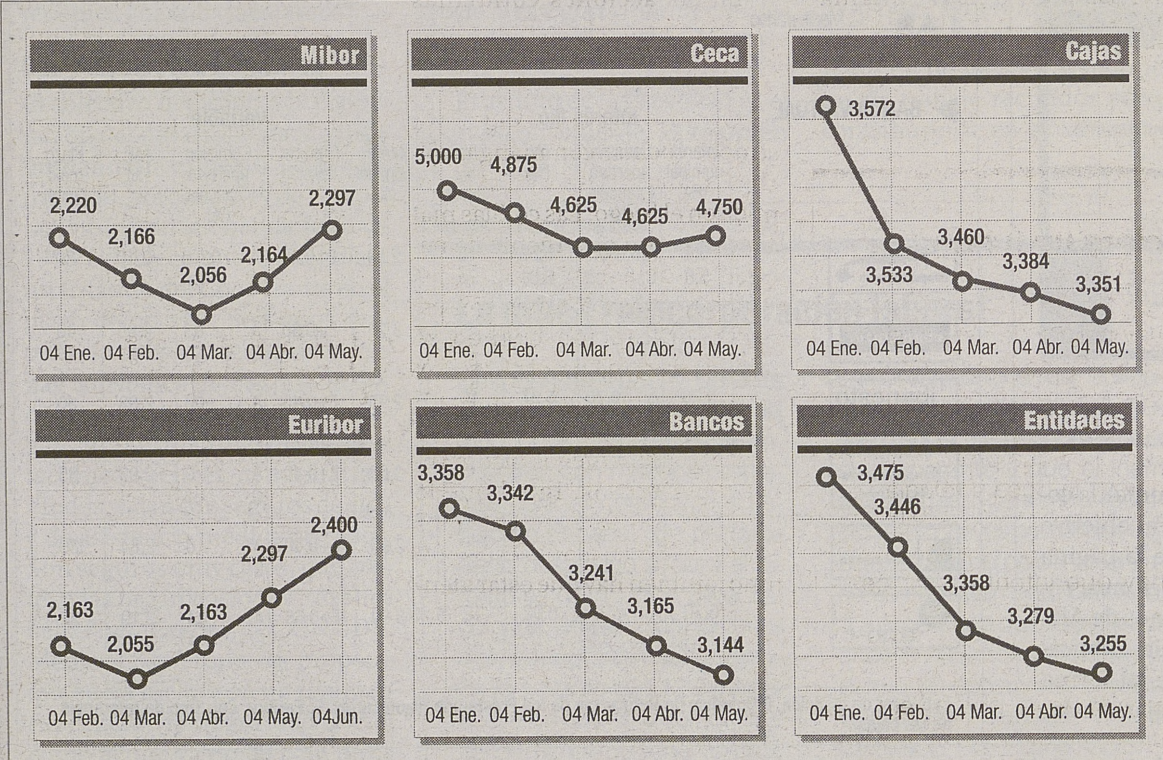 Mibor
2,220
2,166
2,056
2,164
2,297
04 Ene. 04 Feb. 04 Mar. 04 Abr. 04 May.
Ceca
5,000
4,875
4,625
4,625
4,750
04 Ene. 04 Feb. 04 Mar. 04 Abr. 04 May.
Cajas
3,572
3,533
3,460
3,384
3,351
04 Ene. 04 Feb. 04 Mar. 04 Abr. 04 May.
Euribor
2,163
2,055
2,163
2,297
2,400
04 Feb. 04 Mar. 04 Abr. 04 May. 04Jun.
Bancos
3,358
3,342
3,241
3,165
3,144
04 Ene. 04 Feb. 04 Mar. 04 Abr. 04 May.
Entidades
3,475
3,446
3,358
3,279
3,255
04 Ene. 04 Feb. 04 Mar. 04 Abr. 04 May.